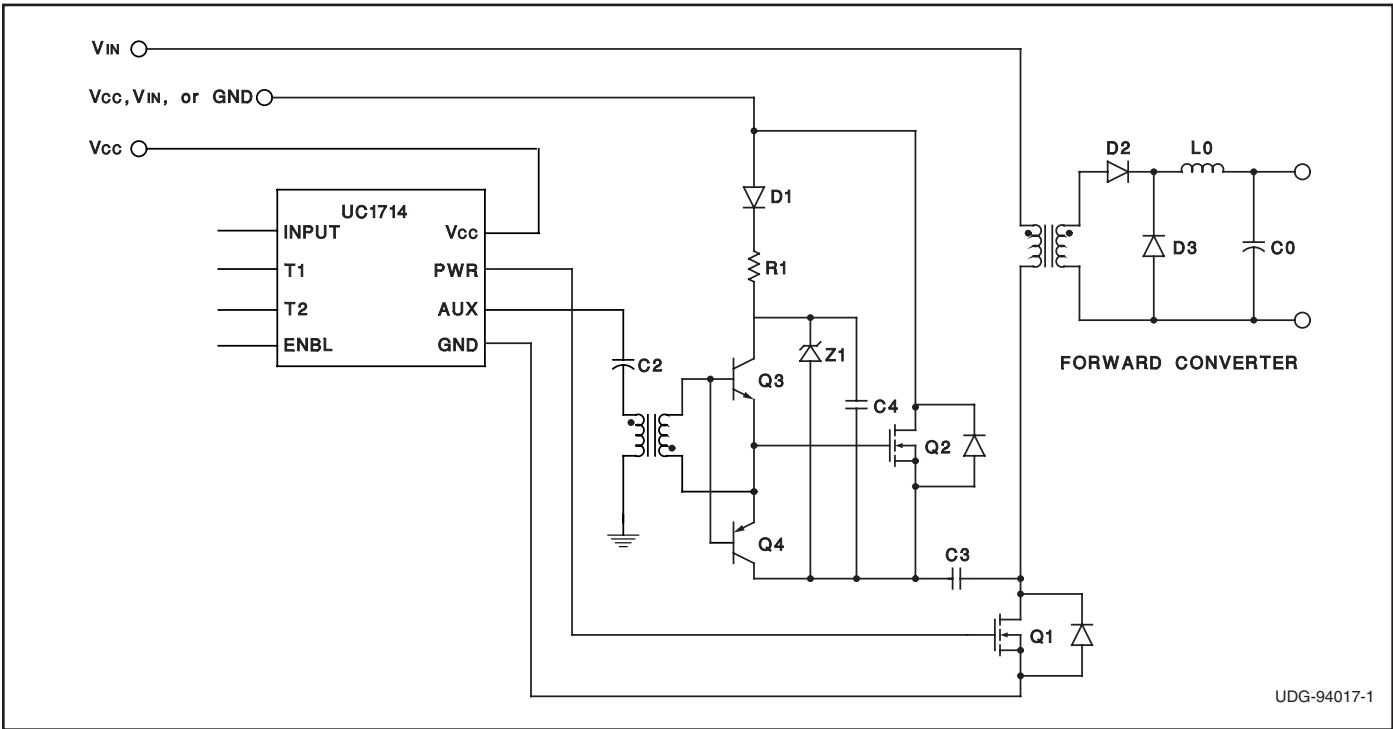 VIN
VCC, VIN, or GND
VCC
UC1714
INPUT
VCC
T1
PWR
T2
AUX
ENBL
GND
C2
D1
R1
Q3
Z1
C4
Q2
Q4
C3
Q1
D2
L0
D3
C0
FORWARD CONVERTER
UDG-94017-1